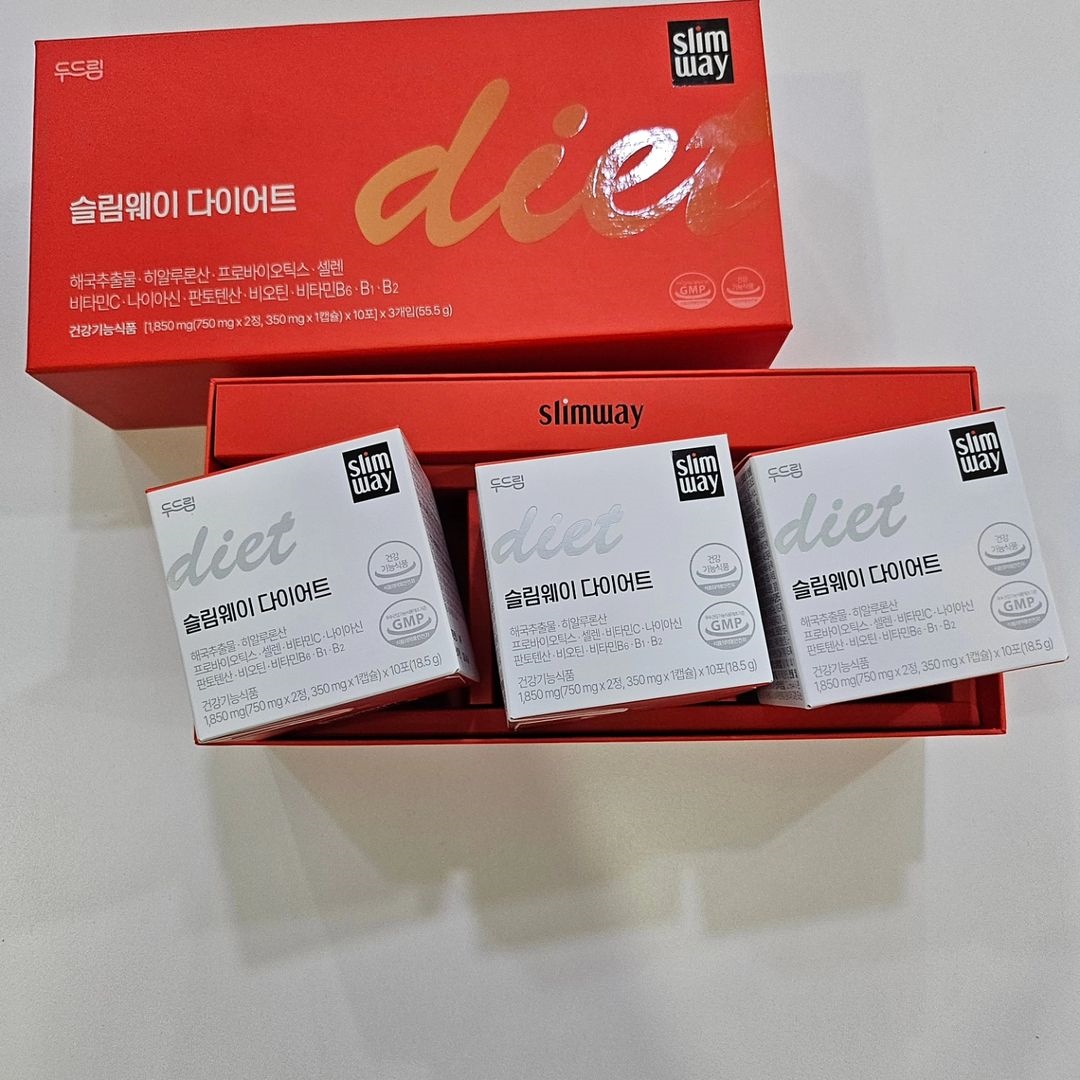 두드림
slim
way
diet
슬림웨이 다이어트
해국추출물·히알루론산·프로바이오틱스·셀렌
비타민C·나이아신·판토텐산·비오틴·비타민B6·B1·B2
건강기능식품 [1,850 mg(750 mg x 2정, 350 mg x 1캡슐) x 10포] x 3개입(55.5 g)
GMP
건강
기능식품
slimway
두드림
slim
way
diet
슬림웨이 다이어트
해국추출물·히알루론산
프로바이오틱스·셀렌·비타민C·나이아신
판토텐산·비오틴·비타민B6·B1·B2
건강기능식품
1,850 mg(750 mg x 2정, 350 mg x 1캡슐) x 10포(18.5 g)
건강
기능식품
GMP
두드림
slim
way
diet
슬림웨이 다이어트
해국추출물·히알루론산
프로바이오틱스·셀렌·비타민C·나이아신
판토텐산·비오틴·비타민B6·B1·B2
건강기능식품
1,850 mg(750 mg x 2정, 350 mg x 1캡슐) x 10포(18.5 g)
건강
기능식품
GMP
두드림
slim
way
diet
슬림웨이 다이어트
해국추출물·히알루론산
프로바이오틱스·셀렌·비타민C·나이아신
판토텐산·비오틴·비타민B6·B1·B2
건강기능식품
1,850 mg(750 mg x 2정, 350 mg x 1캡슐) x 10포(18.5 g)
건강
기능식품
GMP